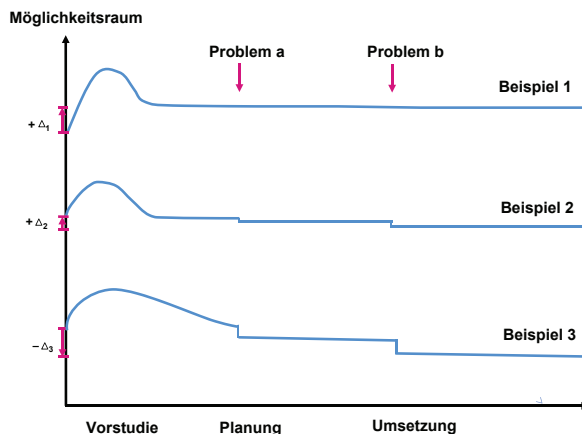 Möglichkeitsraum
Problem a
Problem b
Beispiel 1
+ Δ1
Beispiel 2
+ Δ2
Beispiel 3
– Δ3
Vorstudie
Planung
Umsetzung